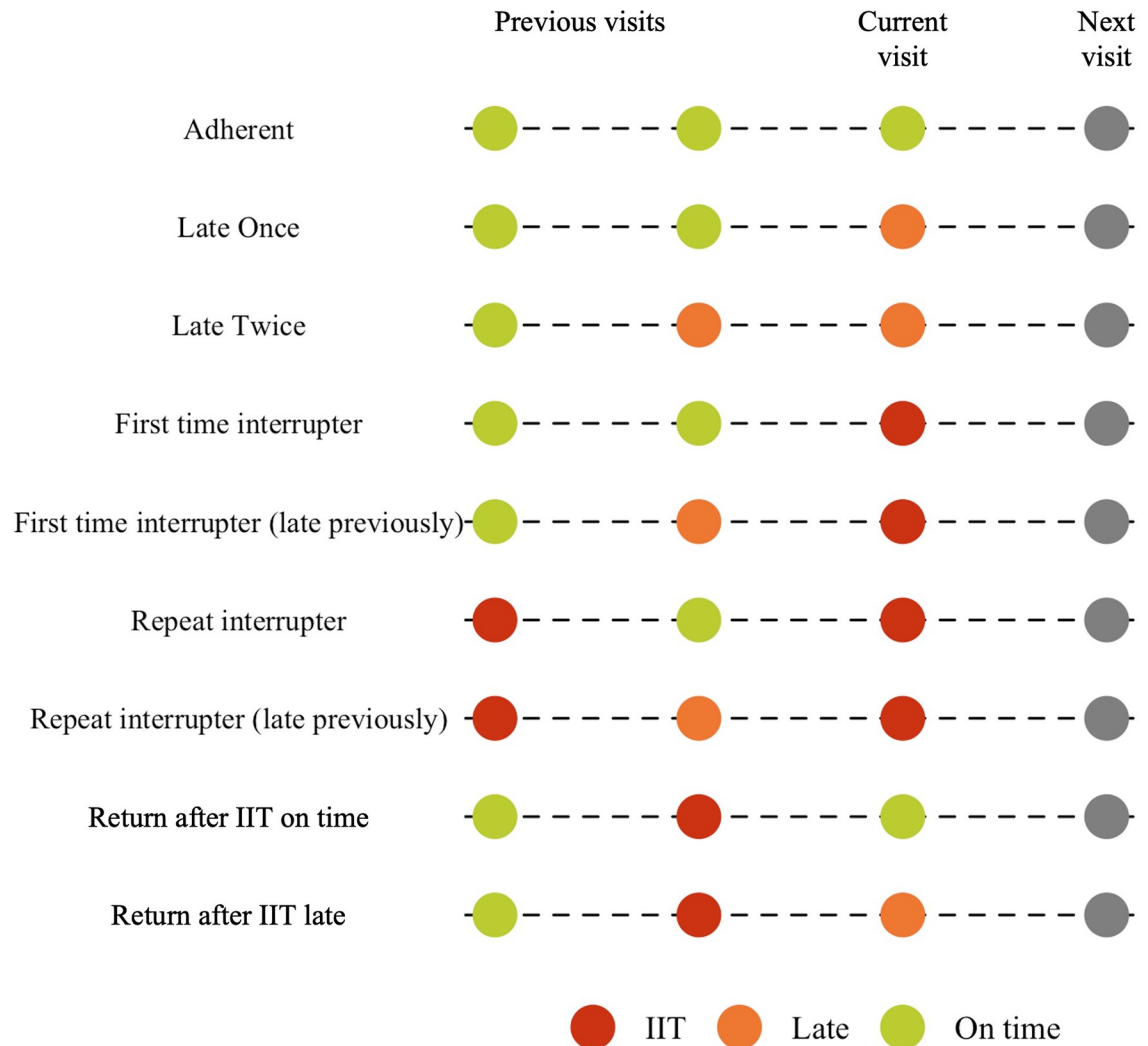 Previous visits Current Next
visit visit
Adherent
Late Once
Late Twice
First time interrupter
First time interrupter (late previously)
Repeat interrupter
Repeat interrupter (late previously)
Return after IIT on time
Return after IIT late
IIT Late On time